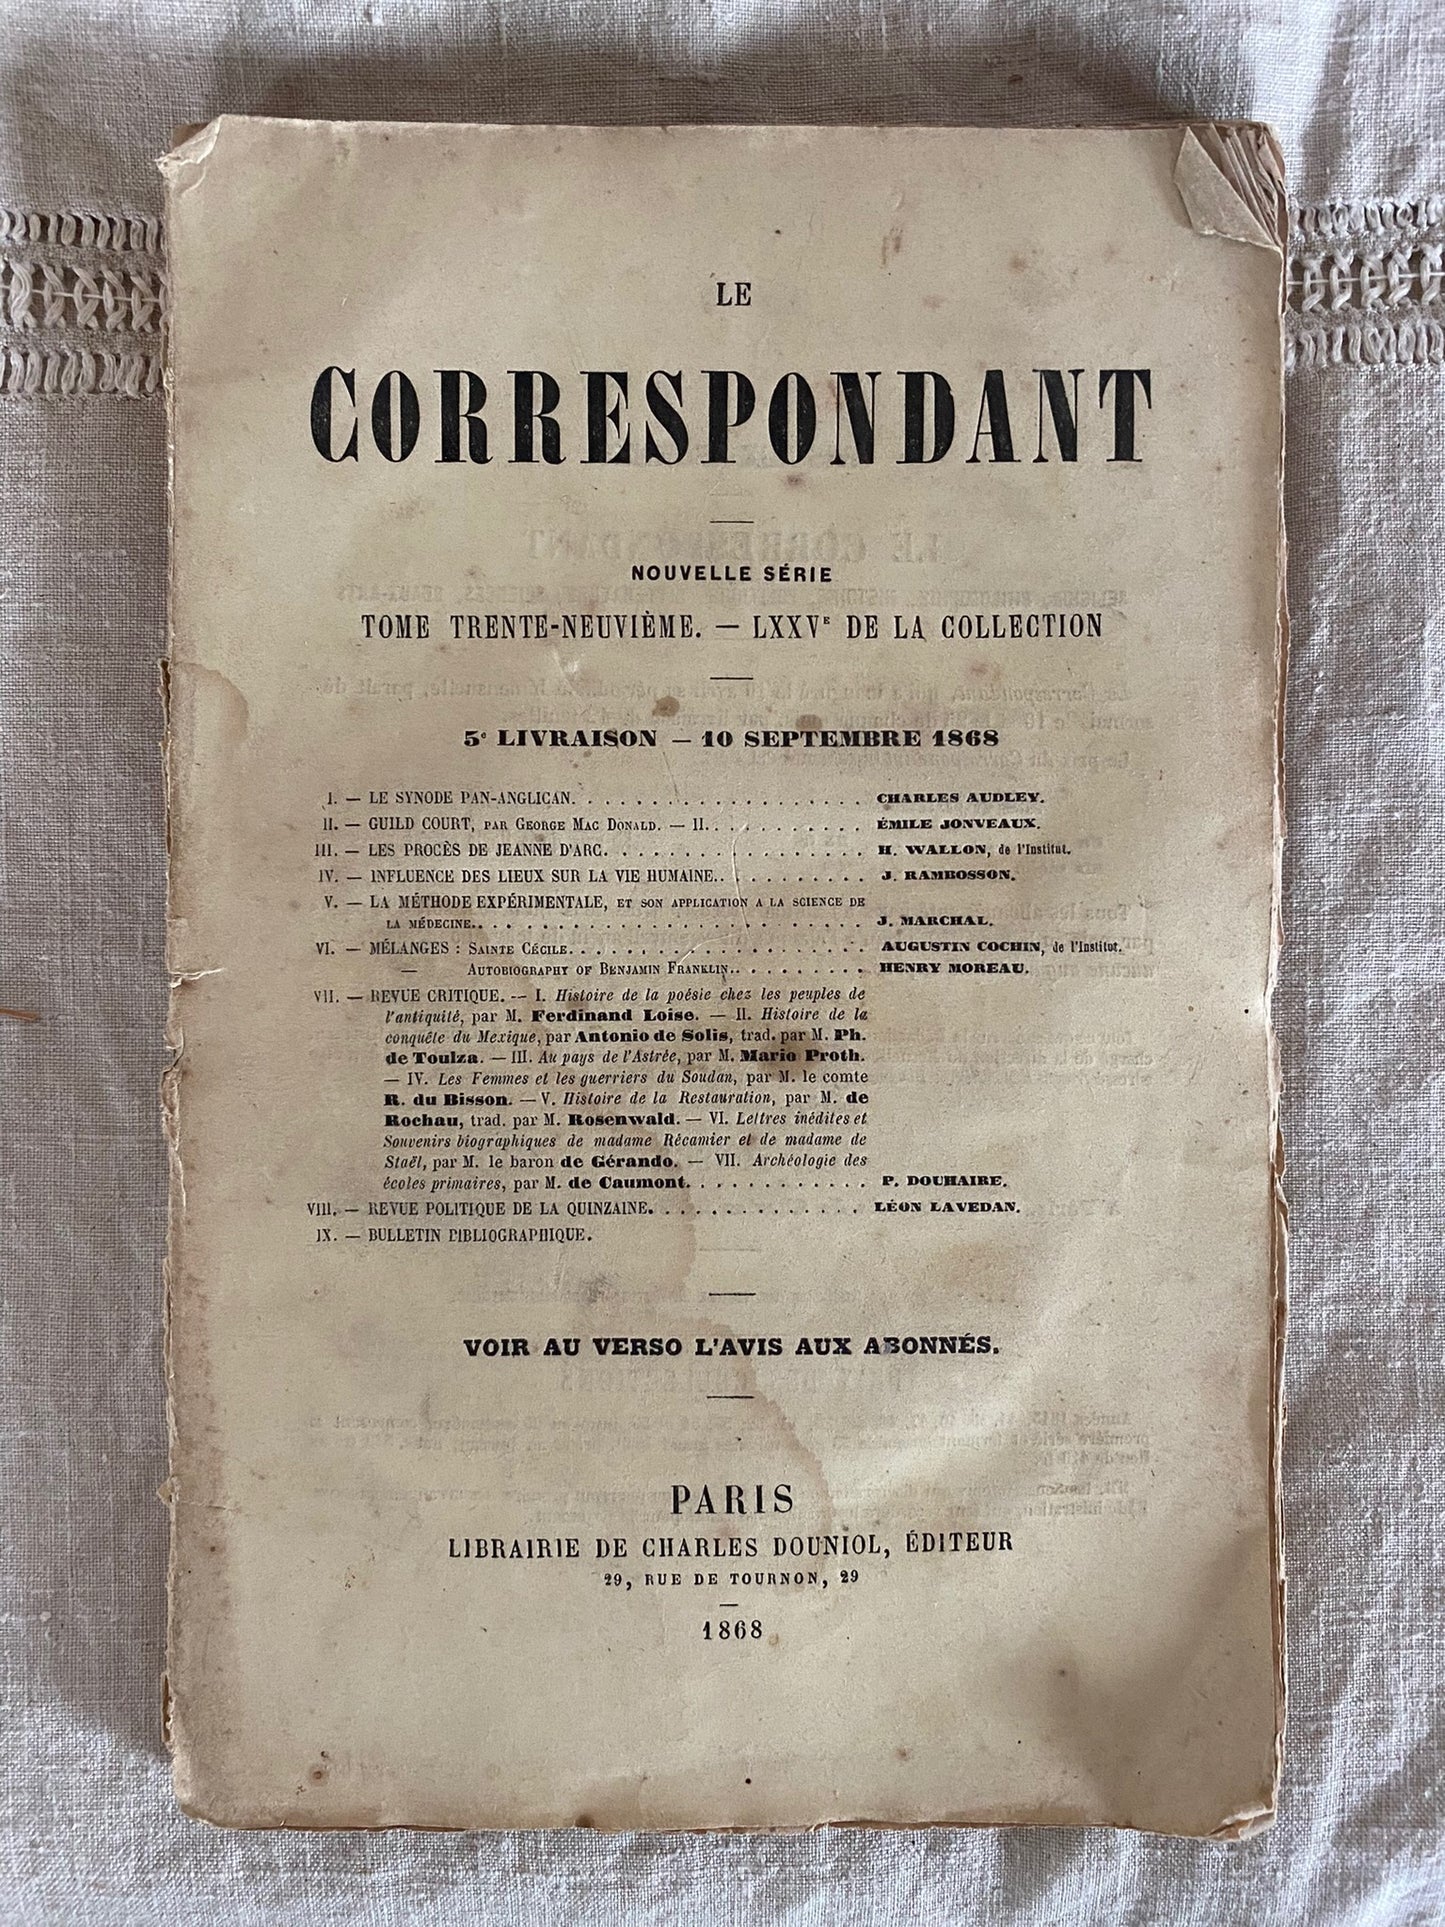 LE
CORRESPONDANT
NOUVELLE SÉRIE
TOME TRENTE-NEUVIÈME. — LXXVᴱ DE LA COLLECTION
5ᵉ LIVRAISON — 10 SEPTEMBRE 1868
I. — LE SYNODE PAN-ANGLICAN. . . . . . . . . . . . . . . . . . . CHARLES AUDLEY.
II. — GUILD COURT, PAR GEORGE MAC DONALD. — II. . . . . . . . . . . ÉMILE JONVEAUX.
III. — LES PROCÈS DE JEANNE D'ARC. . . . . . . . . . . . . . . . . H. WALLON, de l'Institut.
IV. — INFLUENCE DES LIEUX SUR LA VIE HUMAINE. . . . . . . . . . . J. RAMBOSSON.
V. — LA MÉTHODE EXPÉRIMENTALE, ET SON APPLICATION A LA SCIENCE DE
LA MÉDECINE. . . . . . . . . . . . . . . . . . . . . . . . J. MARCHAL.
VI. — MÉLANGES : SAINTE CÉCILE. . . . . . . . . . . . . . . . . . . AUGUSTIN COCHIN, de l'Institut.
— AUTOBIOGRAPHY OF BENJAMIN FRANKLIN. . . . . . . . . HENRY MOREAU.
VII. — REVUE CRITIQUE. — I. Histoire de la poésie chez les peuples de
l'antiquité, par M. Ferdinand Loise. — II. Histoire de la
conquête du Mexique, par Antonio de Solis, trad. par M. Ph.
de Toulza. — III. Au pays de l'Astrée, par M. Mario Proth.
— IV. Les Femmes et les guerriers du Soudan, par M. le comte
R. du Bisson. — V. Histoire de la Restauration, par M. de
Rochau, trad. par M. Rosenwald. — VI. Lettres inédites et
Souvenirs biographiques de madame Récamier et de madame de
Staël, par M. le baron de Gérando. — VII. Archéologie des
écoles primaires, par M. de Caumont. . . . . . . . . . . . P. DOUHAIRE.
VIII. — REVUE POLITIQUE DE LA QUINZAINE. . . . . . . . . . . . . . LÉON LAVEDAN.
IX. — BULLETIN BIBLIOGRAPHIQUE.
VOIR AU VERSO L'AVIS AUX ABONNÉS.
PARIS
LIBRAIRIE DE CHARLES DOUNIOL, ÉDITEUR
29, RUE DE TOURNON, 29
1868